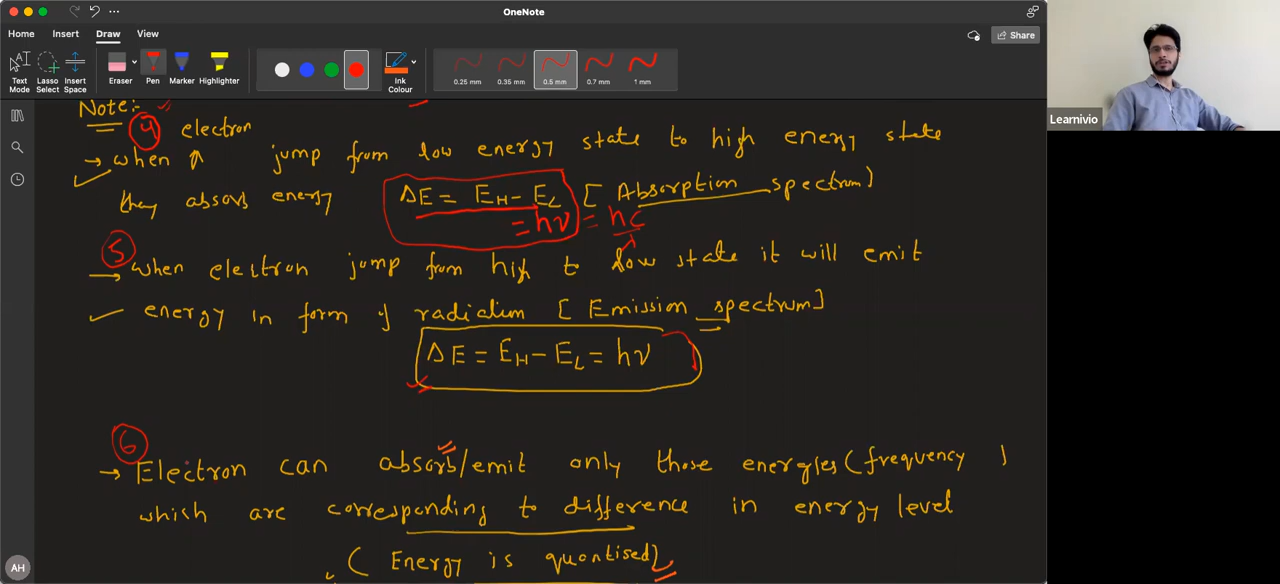 OneNote
Home Insert Draw View
Share
Text Mode Lasso Select Insert Space Eraser Pen Marker Highlighter Ink Colour 0.25 mm 0.35 mm 0.5 mm 0.7 mm 1 mm
Learnivio
Note:-
④ electron
→ when ↑ jump from low energy state to high energy state
they absorb energy ΔE = E_H - E_L [ Absorption spectrum]
= hν = hc/λ
⑤
→ when electron jump from high to low state it will emit
energy in form of radiation [ Emission spectrum]
ΔE = E_H - E_L = hν
⑥
→ Electron can absorb/emit only those energies (frequency )
which are corresponding to difference in energy level
( Energy is quantised)
AH